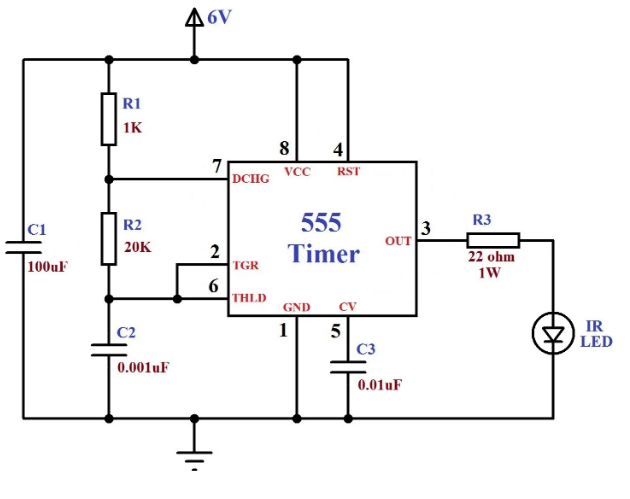 6V
R1
1K
8
4
7
DCHG
VCC
RST
C1
100uF
R2
20K
555
Timer
2
TGR
6
THLD
OUT
3
R3
22 ohm
1W
GND
CV
1
5
C2
0.001uF
C3
0.01uF
IR
LED